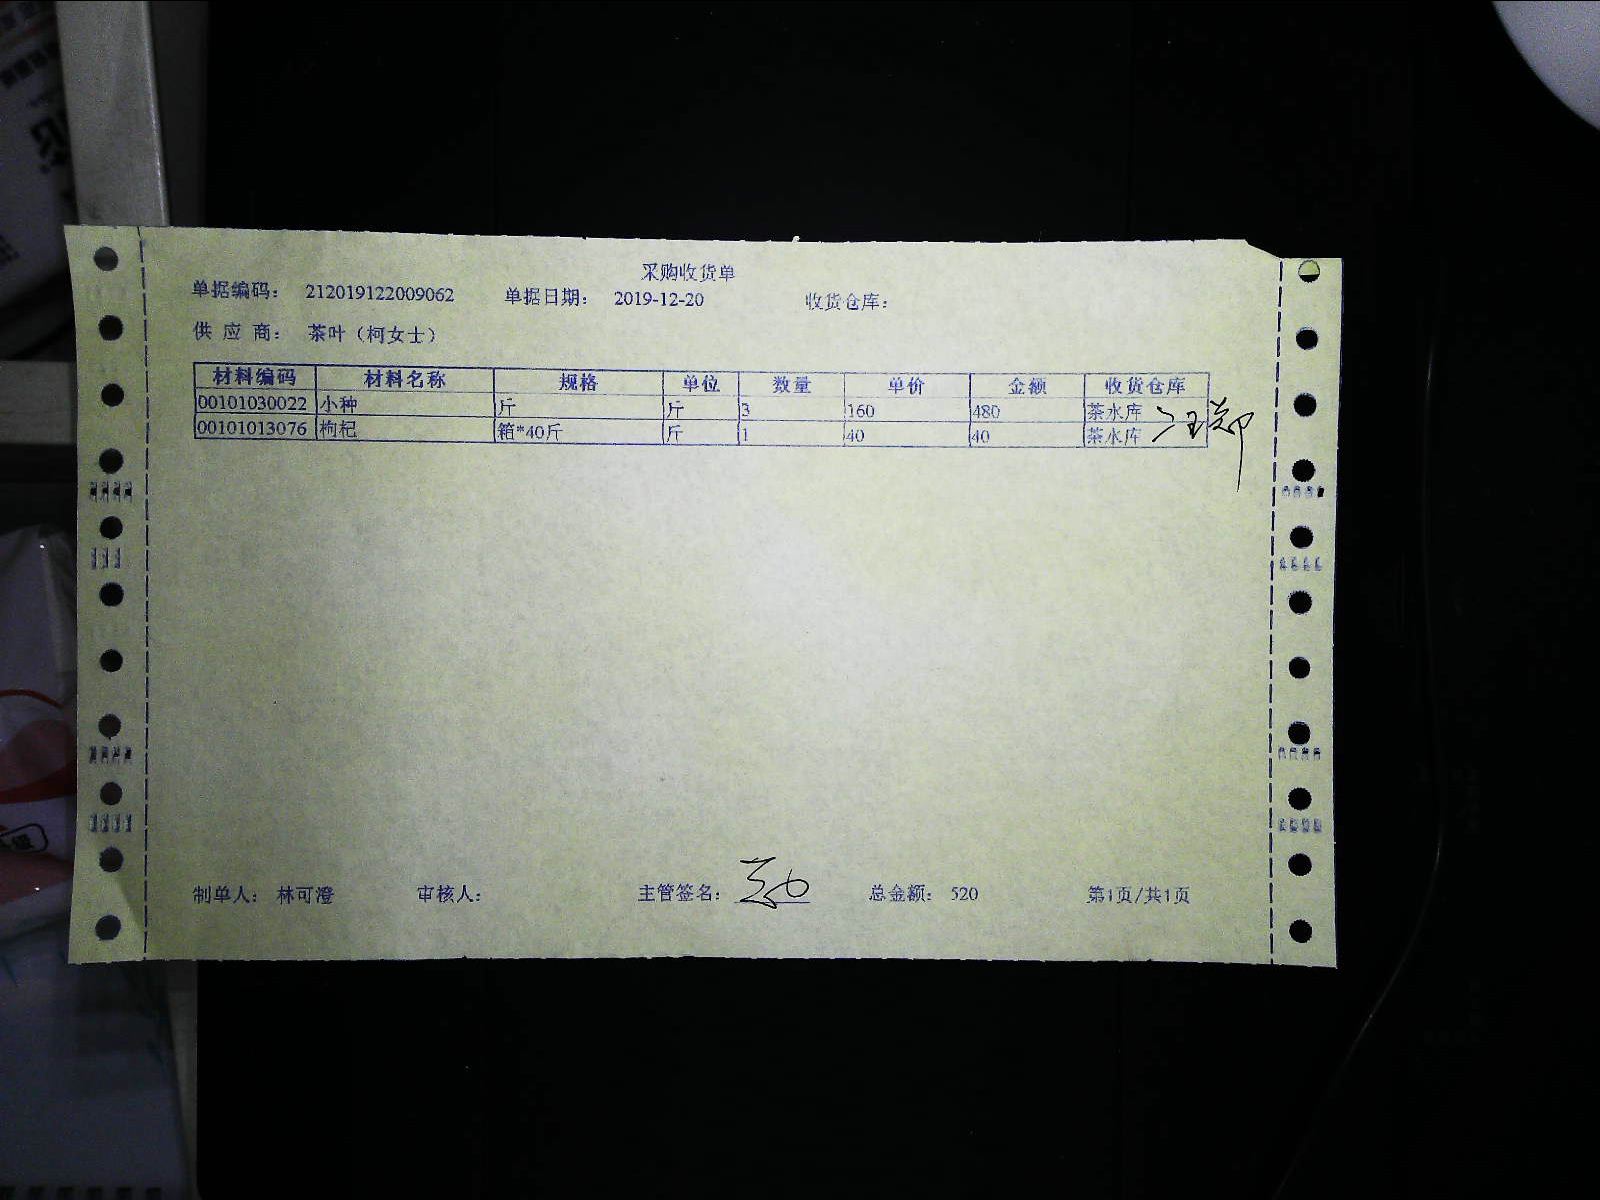 采购收货单
单据编码： 212019122009062 单据日期： 2019-12-20 收货仓库：
供 应 商： 茶叶（柯女士）
材料编码 材料名称 规格 单位 数量 单价 金额 收货仓库
00101030022 小种 斤 斤 3 160 480 茶水库
00101013076 枸杞 箱*40斤 斤 1 40 40 茶水库
制单人： 林可澄 审核人： 主管签名： 总金额： 520 第1页/共1页